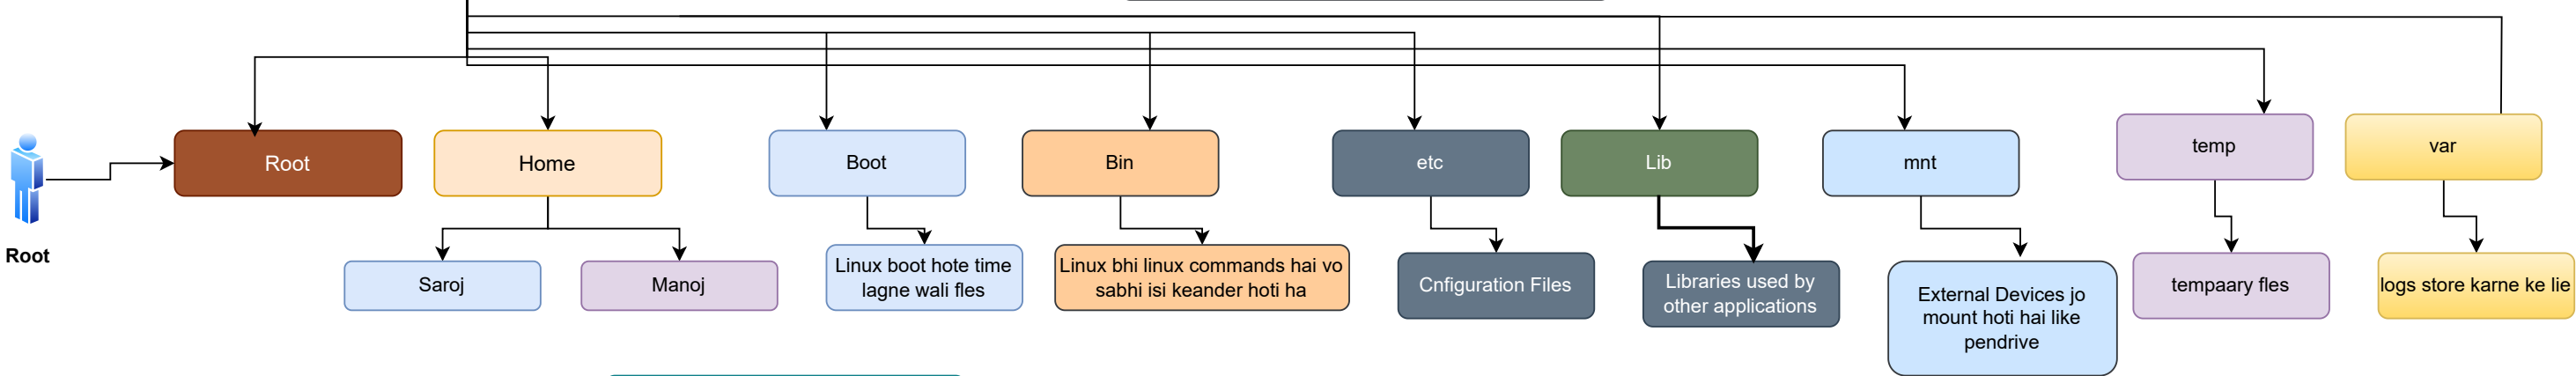 Root
Home
Boot
Bin
etc
Lib
mnt
temp
var
Root
Saroj
Manoj
Linux boot hote time
lagne wali fles
Linux bhi linux commands hai vo
sabhi isi keander hoti ha
Cnfiguration Files
Libraries used by
other applications
External Devices jo
mount hoti hai like
pendrive
tempaary fles
logs store karne ke lie